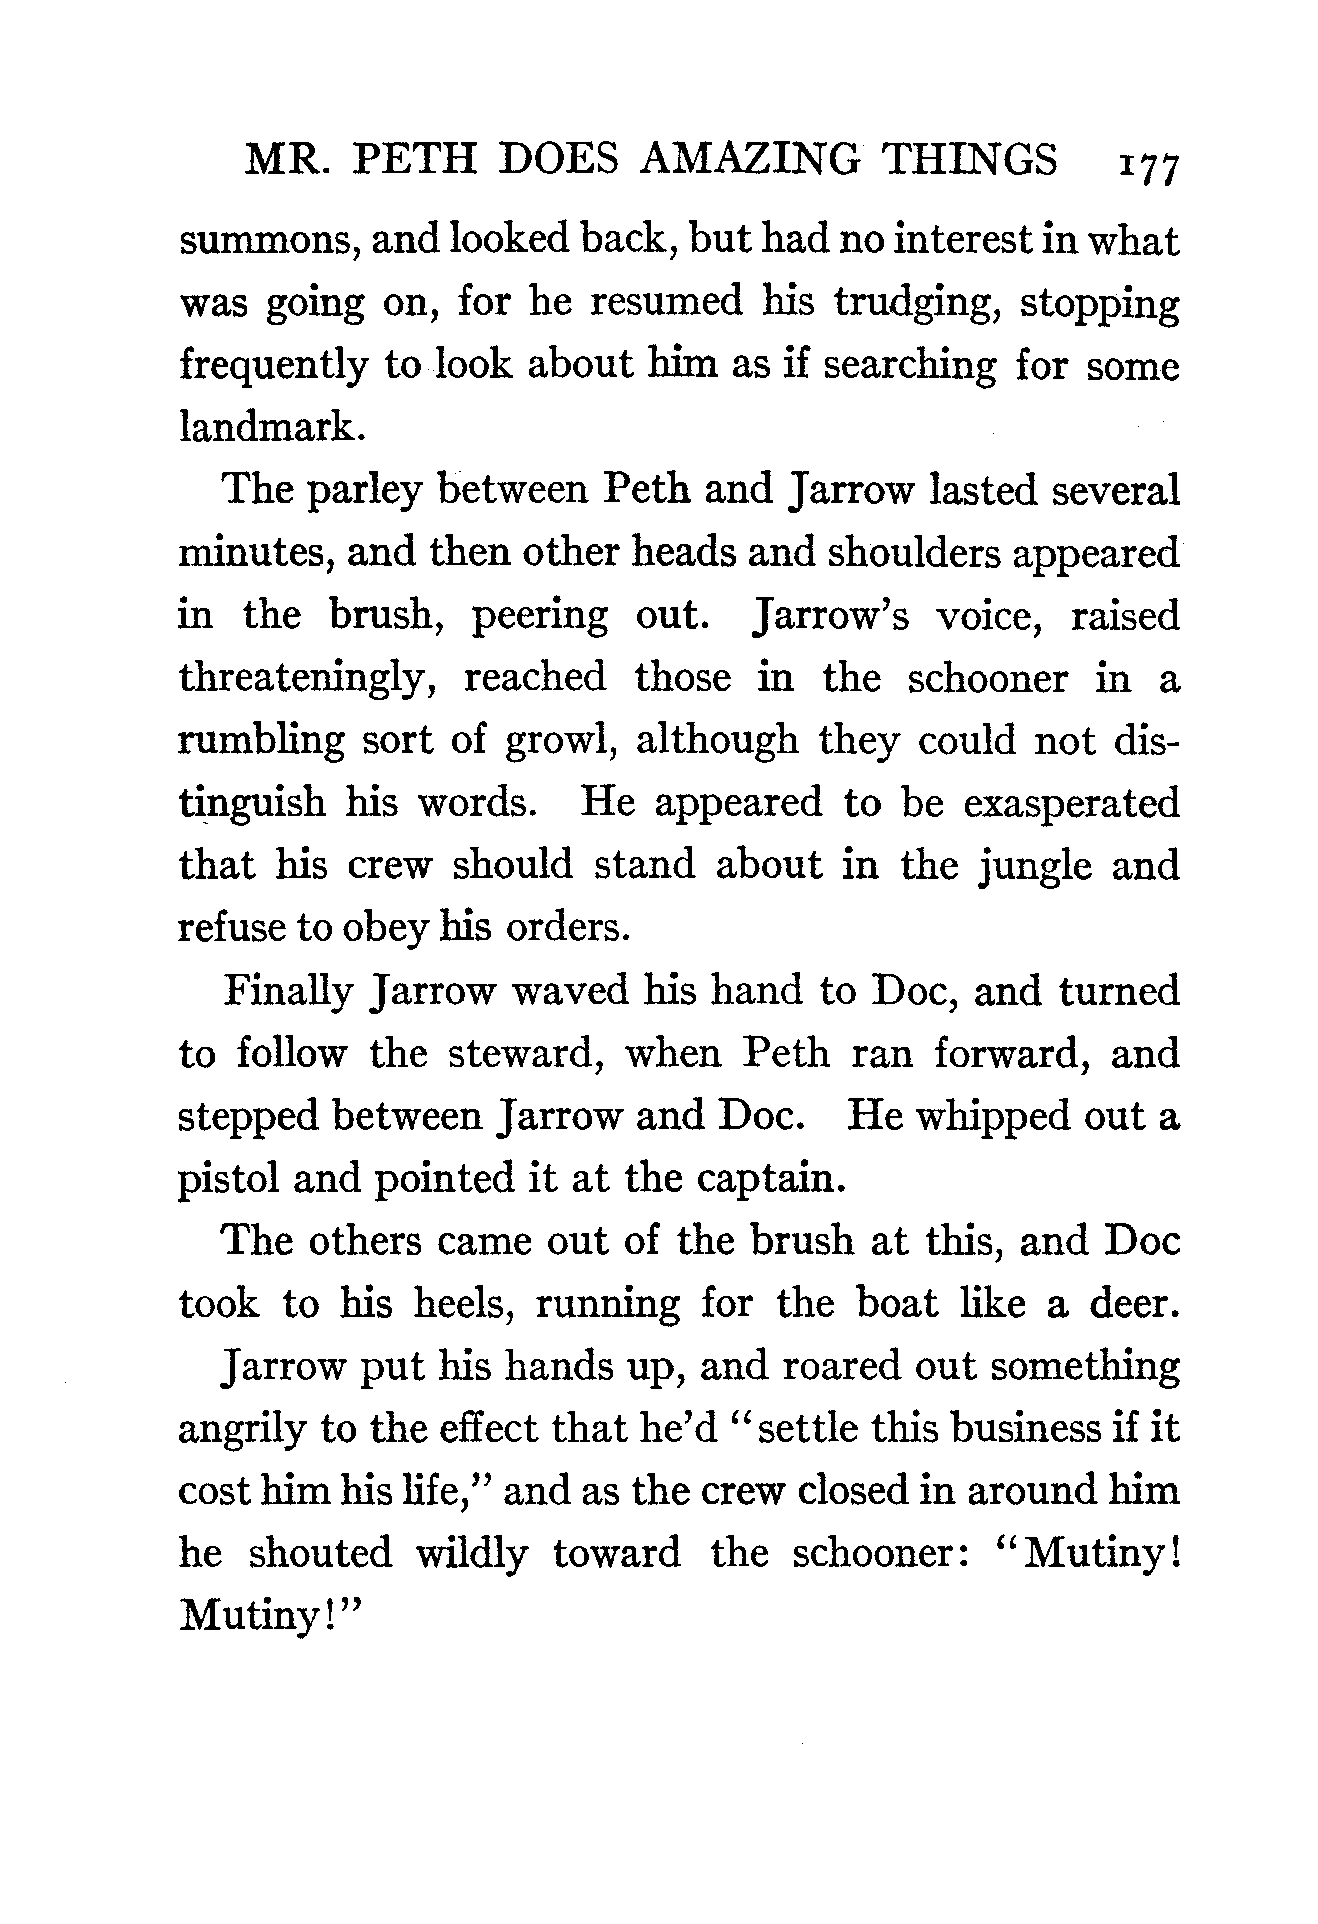 MR. PETH DOES AMAZING THINGS 177
summons, and looked back, but had no interest in what
was going on, for he resumed his trudging, stopping
frequently to look about him as if searching for some
landmark.
The parley between Peth and Jarrow lasted several
minutes, and then other heads and shoulders appeared
in the brush, peering out. Jarrow's voice, raised
threateningly, reached those in the schooner in a
rumbling sort of growl, although they could not dis-
tinguish his words. He appeared to be exasperated
that his crew should stand about in the jungle and
refuse to obey his orders.
Finally Jarrow waved his hand to Doc, and turned
to follow the steward, when Peth ran forward, and
stepped between Jarrow and Doc. He whipped out a
pistol and pointed it at the captain.
The others came out of the brush at this, and Doc
took to his heels, running for the boat like a deer.
Jarrow put his hands up, and roared out something
angrily to the effect that he'd "settle this business if it
cost him his life," and as the crew closed in around him
he shouted wildly toward the schooner: "Mutiny!
Mutiny!"